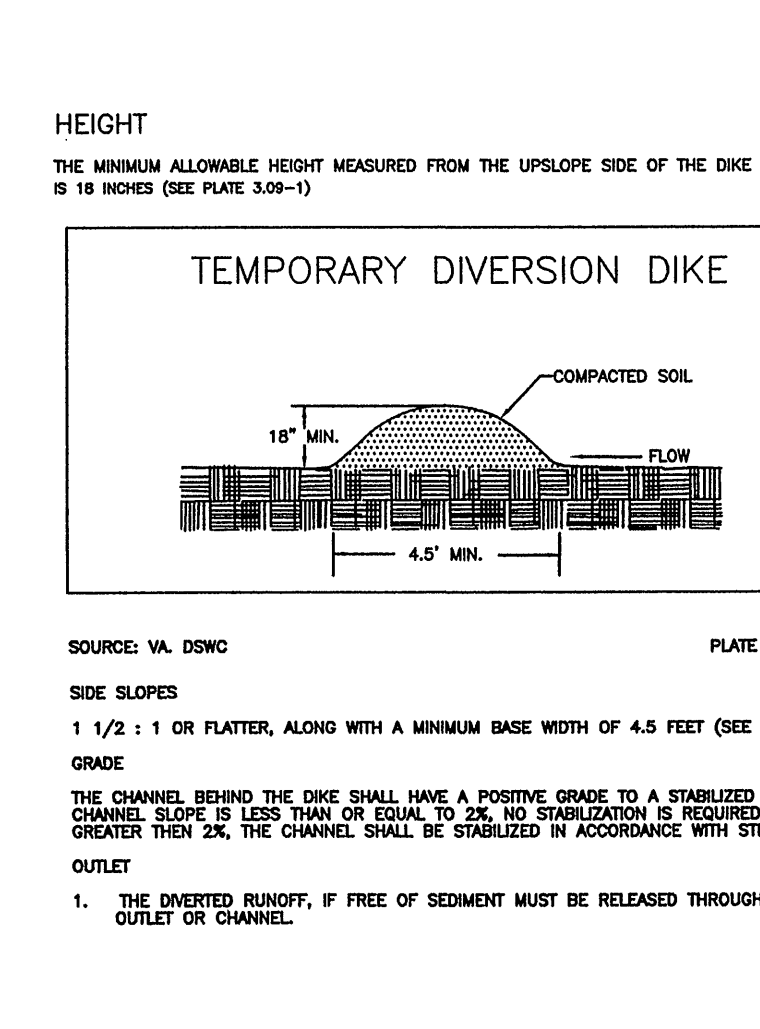 HEIGHT
THE MINIMUM ALLOWABLE HEIGHT MEASURED FROM THE UPSLOPE SIDE OF THE DIKE
IS 18 INCHES (SEE PLATE 3.09-1)
TEMPORARY DIVERSION DIKE
COMPACTED SOIL
18" MIN.
FLOW
4.5' MIN.
SOURCE: VA. DSWC PLATE
SIDE SLOPES
1 1/2 : 1 OR FLATTER, ALONG WITH A MINIMUM BASE WIDTH OF 4.5 FEET (SEE
GRADE
THE CHANNEL BEHIND THE DIKE SHALL HAVE A POSITIVE GRADE TO A STABILIZED
CHANNEL SLOPE IS LESS THAN OR EQUAL TO 2%, NO STABILIZATION IS REQUIRED
GREATER THEN 2%, THE CHANNEL SHALL BE STABILIZED IN ACCORDANCE WITH
OUTLET
1. THE DIVERTED RUNOFF, IF FREE OF SEDIMENT MUST BE RELEASED THROUGH
OUTLET OR CHANNEL.